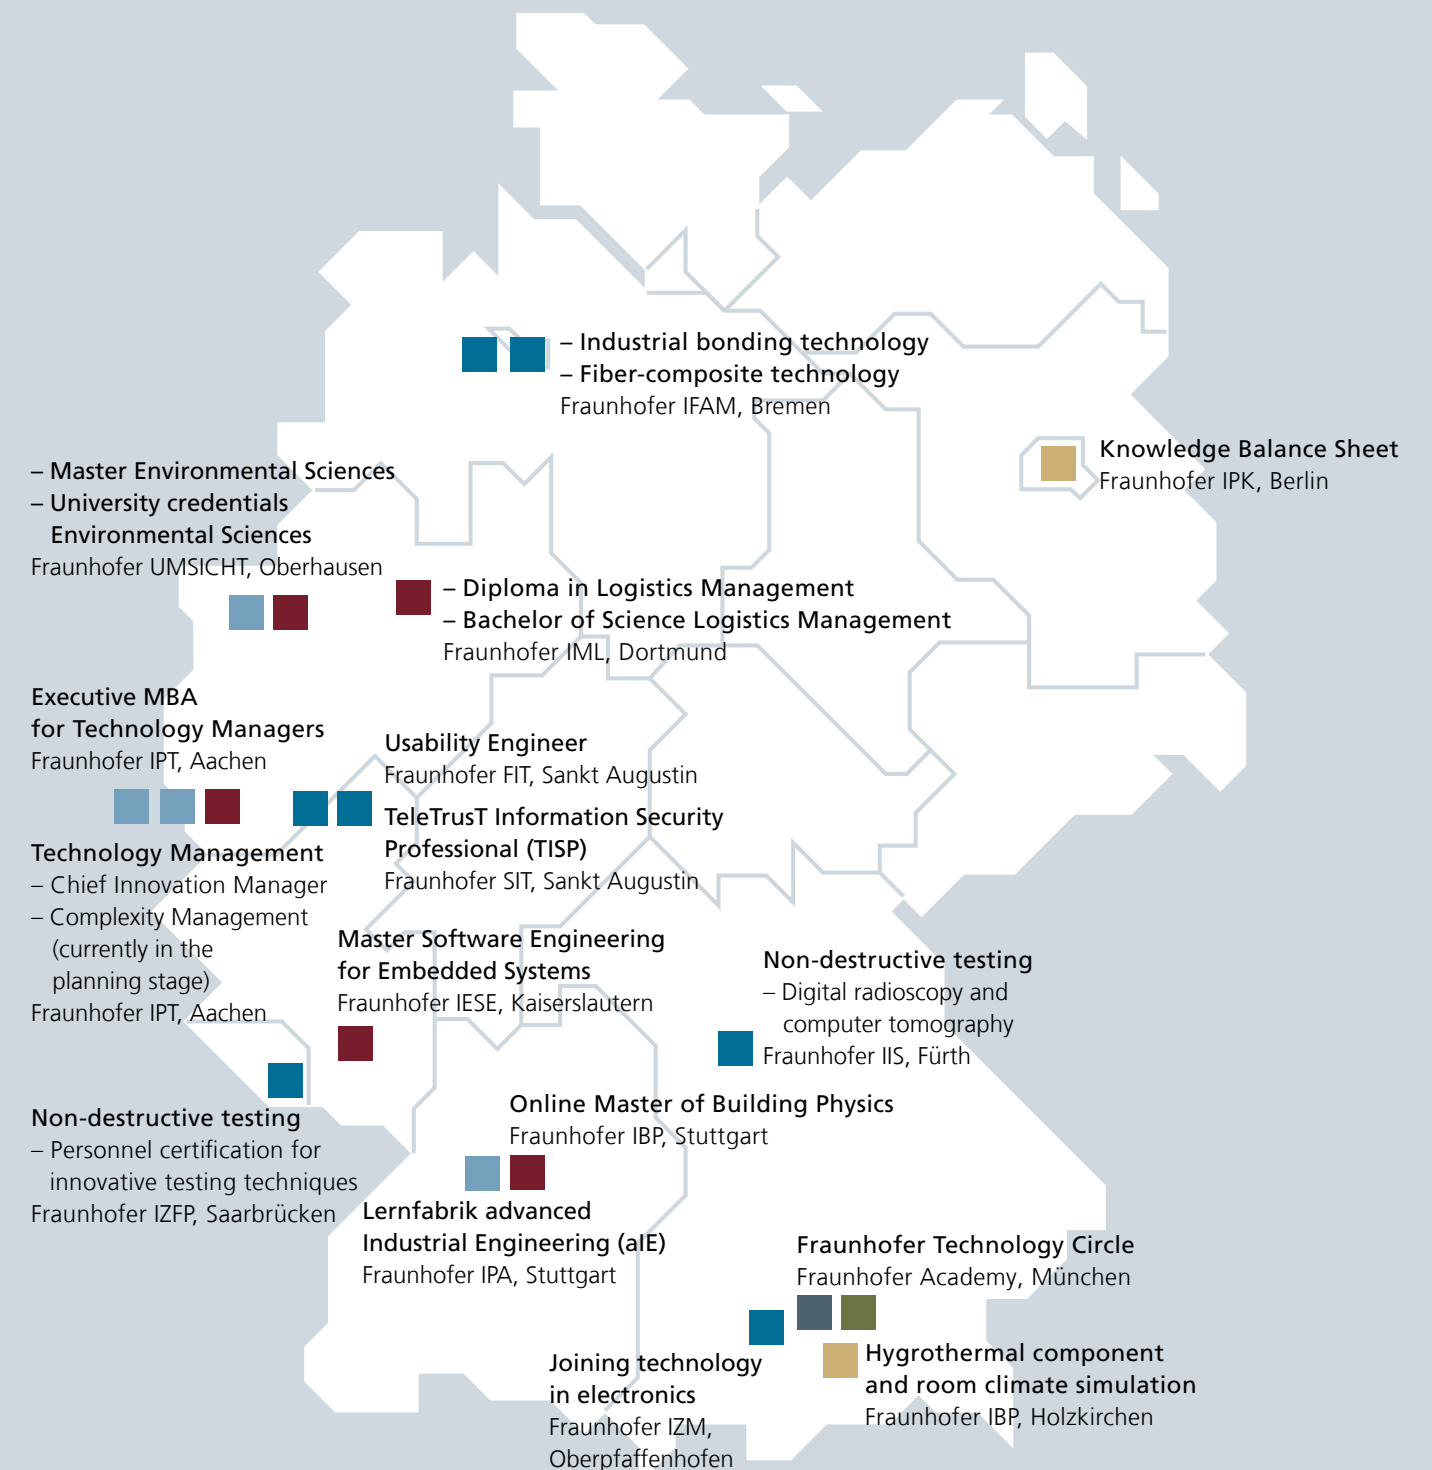 – Industrial bonding technology
– Fiber-composite technology
Fraunhofer IFAM, Bremen
Knowledge Balance Sheet
Fraunhofer IPK, Berlin
– Master Environmental Sciences
– University credentials
Environmental Sciences
Fraunhofer UMSICHT, Oberhausen
– Diploma in Logistics Management
– Bachelor of Science Logistics Management
Fraunhofer IML, Dortmund
Executive MBA
for Technology Managers
Fraunhofer IPT, Aachen
Usability Engineer
Fraunhofer FIT, Sankt Augustin
TeleTrusT Information Security
Professional (TISP)
Fraunhofer SIT, Sankt Augustin
Technology Management
– Chief Innovation Manager
– Complexity Management
(currently in the
planning stage)
Fraunhofer IPT, Aachen
Master Software Engineering
for Embedded Systems
Fraunhofer IESE, Kaiserslautern
Non-destructive testing
– Digital radioscopy and
computer tomography
Fraunhofer IIS, Fürth
Non-destructive testing
– Personnel certification for
innovative testing techniques
Fraunhofer IZFP, Saarbrücken
Online Master of Building Physics
Fraunhofer IBP, Stuttgart
Lernfabrik advanced
Industrial Engineering (aIE)
Fraunhofer IPA, Stuttgart
Fraunhofer Technology Circle
Fraunhofer Academy, München
Joining technology
in electronics
Fraunhofer IZM,
Oberpfaffenhofen
Hygrothermal component
and room climate simulation
Fraunhofer IBP, Holzkirchen